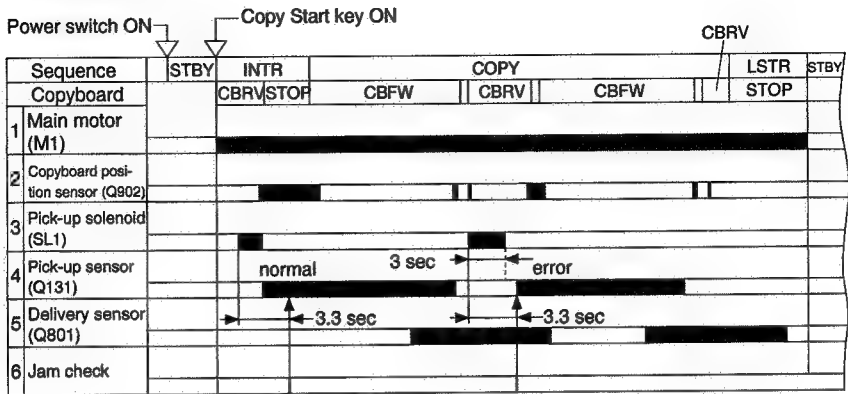 Power switch ON
Copy Start key ON
CBRV
Sequence STBY INTR COPY LSTR STBY
Copyboard CBRV STOP CBFW CBRV CBFW STOP
1 Main motor
(M1)
2 Copyboard posi-
tion sensor (Q902)
3 Pick-up solenoid
(SL1)
3 sec
4 Pick-up sensor
(Q131)
normal
error
3.3 sec
3.3 sec
5 Delivery sensor
(Q801)
6 Jam check